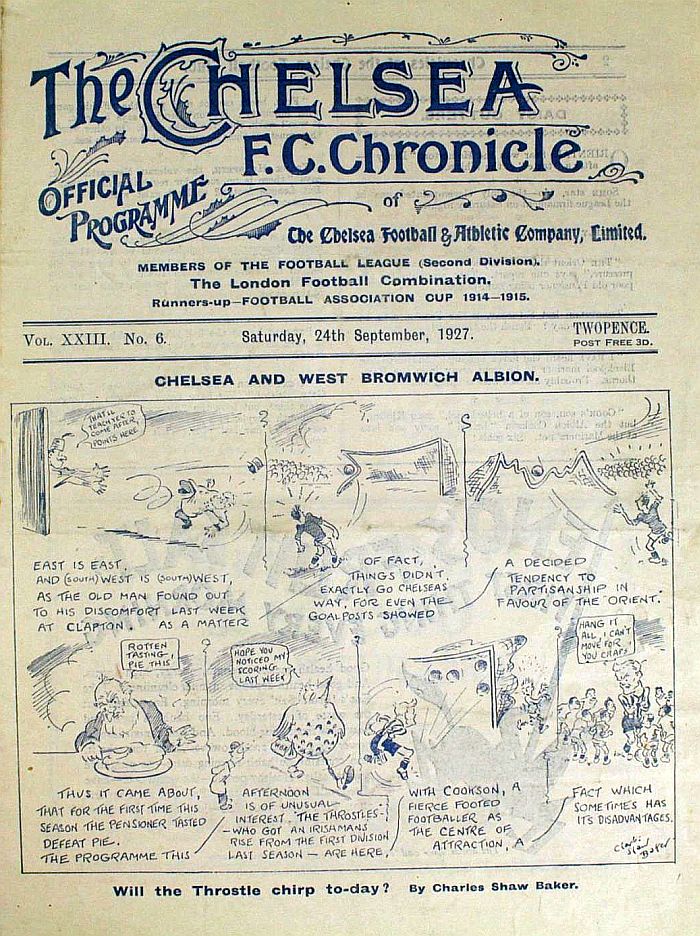 The CHELSEA
F.C. Chronicle
OFFICIAL
PROGRAMME
of
The Chelsea Football & Athletic Company, Limited.
MEMBERS OF THE FOOTBALL LEAGUE (Second Division).
The London Football Combination.
Runners-up—FOOTBALL ASSOCIATION CUP 1914—1915.
VOL. XXIII. No. 6.
Saturday, 24th September, 1927.
TWOPENCE.
POST FREE 3D.
CHELSEA AND WEST BROMWICH ALBION.
THAT'LL
TEACH YER TO
COME AFTER
POINTS HERE
EAST IS EAST,
AND (SOUTH) WEST IS (SOUTH) WEST,
AS THE OLD MAN FOUND OUT
TO HIS DISCOMFORT LAST WEEK
AT CLAPTON. AS A MATTER
OF FACT,
THINGS DIDN'T
EXACTLY GO CHELSEAS
WAY, FOR EVEN THE
GOALPOSTS SHOWED
A DECIDED
TENDENCY TO
PARTISANSHIP IN
FAVOUR OF THE 'ORIENT.
ROTTEN
TASTING
PIE THIS
THUS IT CAME ABOUT,
THAT FOR THE FIRST TIME THIS
SEASON THE PENSIONER TASTED
DEFEAT PIE.
THE PROGRAMME THIS
HOPE YOU
NOTICED MY
SCORING
LAST WEEK
AFTERNOON
IS OF UNUSUAL
INTEREST. THE THROSTLES—
—WHO GOT AN IRISHMANS
RISE FROM THE FIRST DIVISION
LAST SEASON — ARE HERE,
WITH COOKSON, A
FIERCE FOOTED
FOOTBALLER AS
THE CENTRE OF
ATTRACTION, A
HANG IT
ALL, I CAN'T
MOVE FOR
YOU CHAPS
FACT WHICH
SOMETIMES HAS
IT'S DISADVANTAGES.
Charles
Shaw
Baker
Will the Throstle chirp to-day? By Charles Shaw Baker.